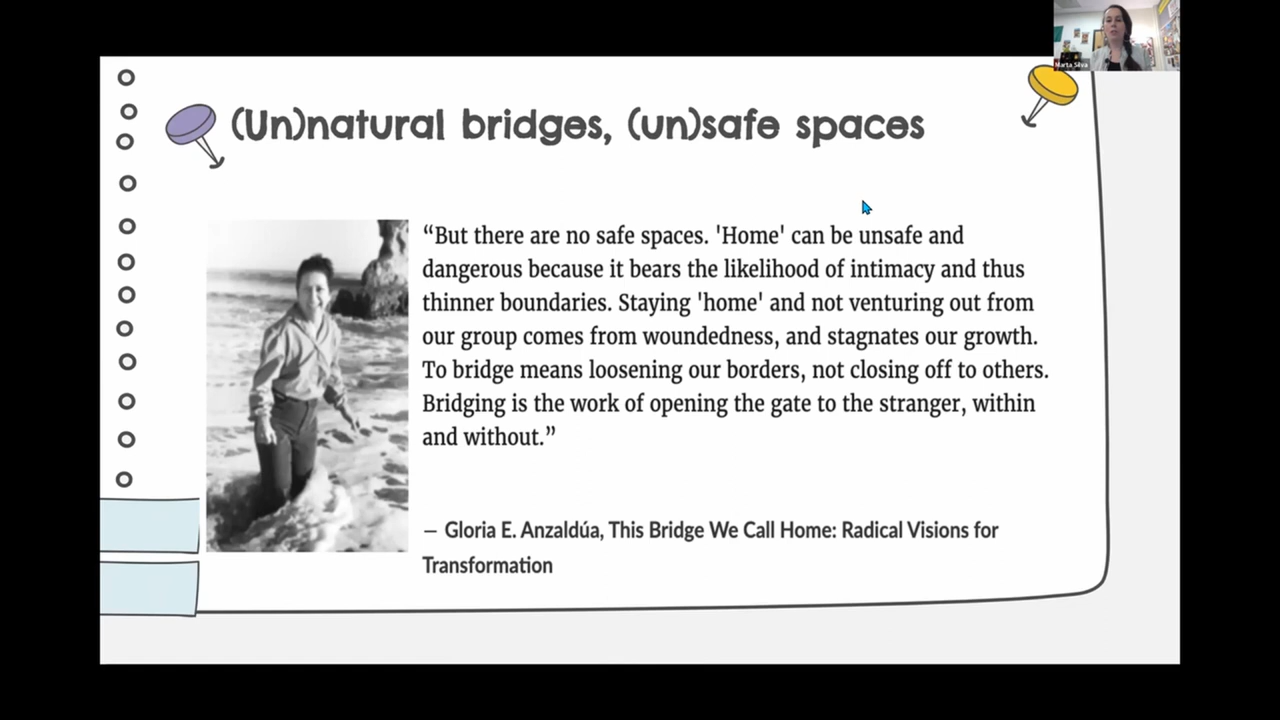 Marta Silva
(Un)natural bridges, (un)safe spaces
“But there are no safe spaces. 'Home' can be unsafe and
dangerous because it bears the likelihood of intimacy and thus
thinner boundaries. Staying 'home' and not venturing out from
our group comes from woundedness, and stagnates our growth.
To bridge means loosening our borders, not closing off to others.
Bridging is the work of opening the gate to the stranger, within
and without.”
— Gloria E. Anzaldúa, This Bridge We Call Home: Radical Visions for
Transformation